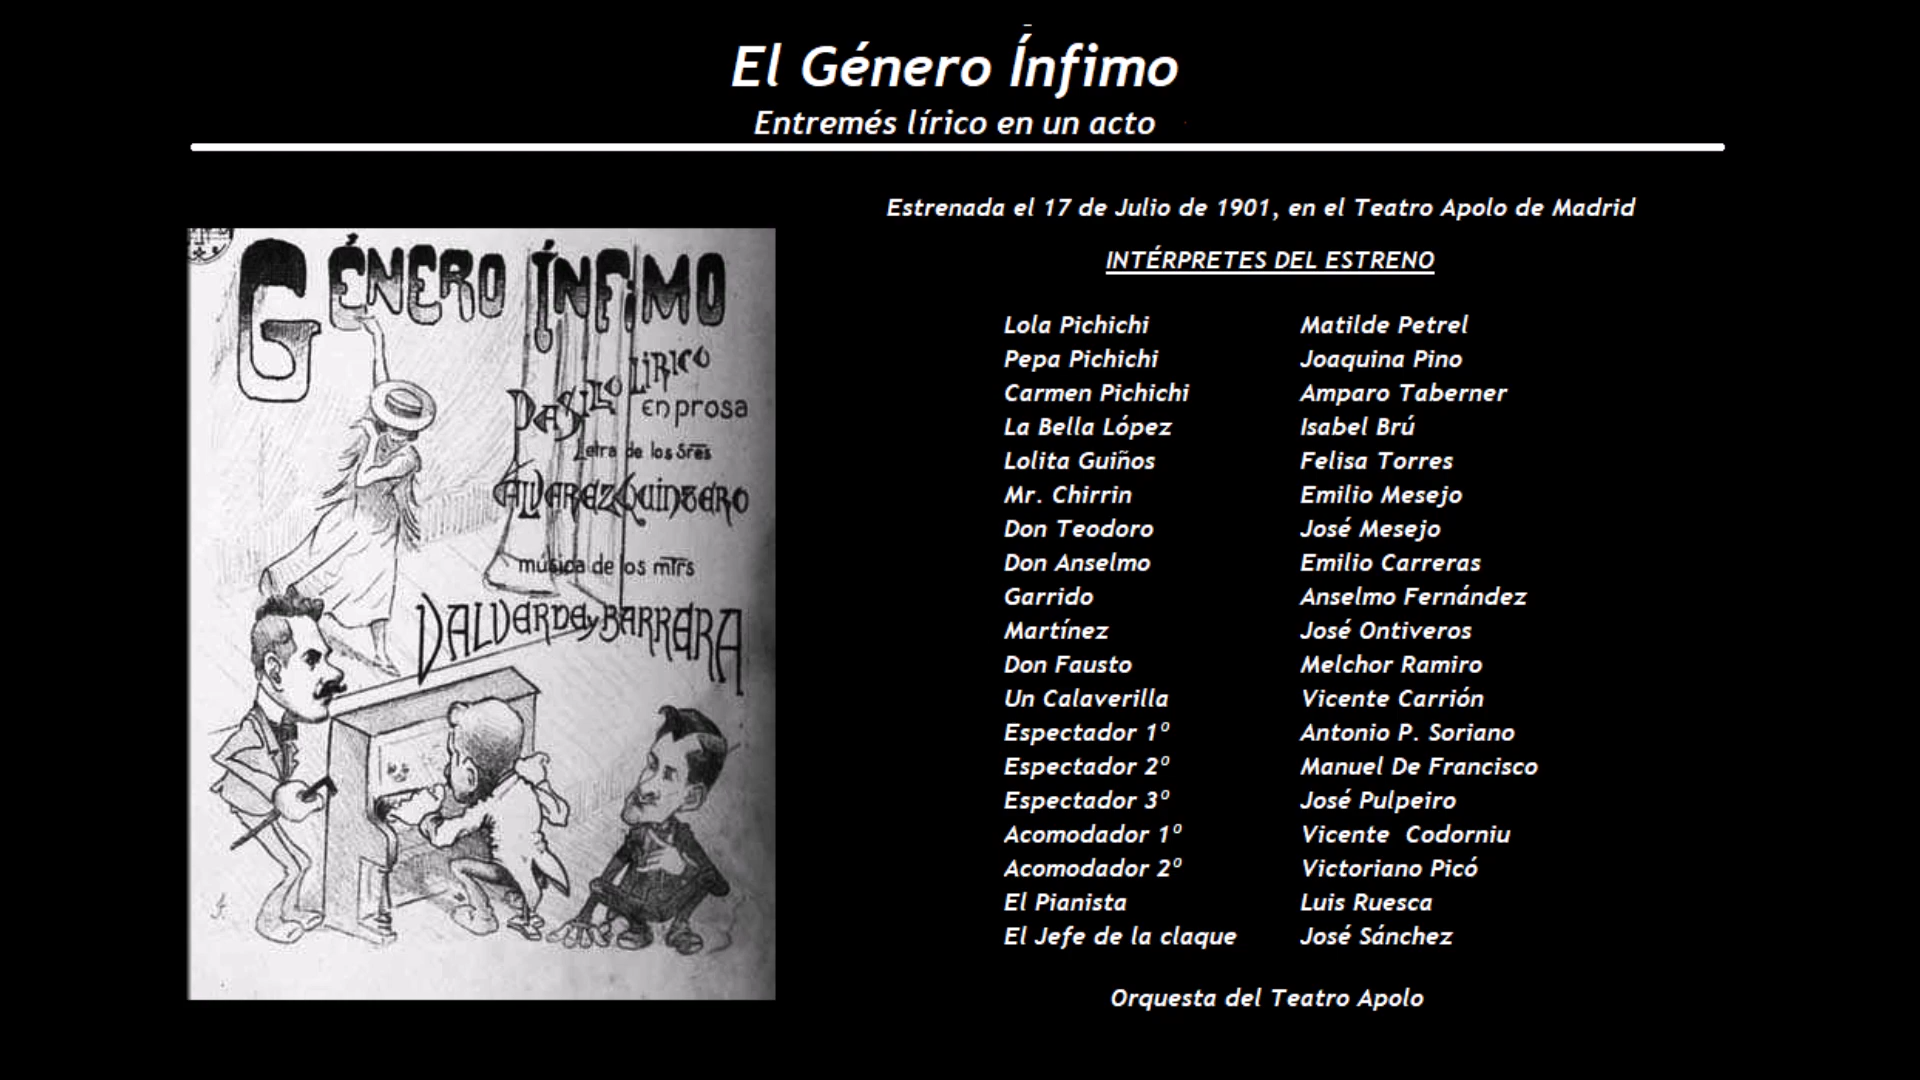 El Género Ínfimo
Entremés lírico en un acto
Estrenada el 17 de Julio de 1901, en el Teatro Apolo de Madrid
INTÉRPRETES DEL ESTRENO
Lola Pichichi Matilde Petrel
Pepa Pichichi Joaquina Pino
Carmen Pichichi Amparo Taberner
La Bella López Isabel Brú
Lolita Guiños Felisa Torres
Mr. Chirrin Emilio Mesejo
Don Teodoro José Mesejo
Don Anselmo Emilio Carreras
Garrido Anselmo Fernández
Martínez José Ontiveros
Don Fausto Melchor Ramiro
Un Calaverilla Vicente Carrión
Espectador 1º Antonio P. Soriano
Espectador 2º Manuel De Francisco
Espectador 3º José Pulpeiro
Acomodador 1º Vicente Codorniu
Acomodador 2º Victoriano Picó
El Pianista Luis Ruesca
El Jefe de la claque José Sánchez
Orquesta del Teatro Apolo
GÉNERO ÍNFIMO
PASILLO LÍRICO
en prosa
Letra de los Sres
ALVAREZ QUINTERO
música de los mtrs
VALVERDE y BARRERA